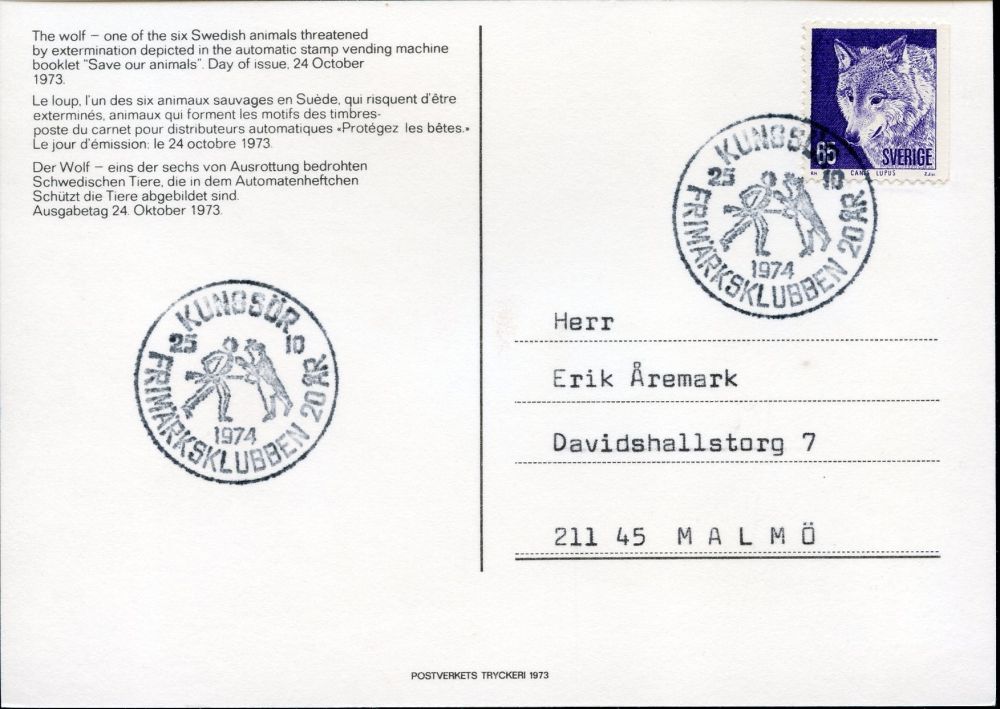 The wolf – one of the six Swedish animals threatened
by extermination depicted in the automatic stamp vending machine
booklet "Save our animals". Day of issue, 24 October
1973.
Le loup, l'un des six animaux sauvages en Suède, qui risquent d'être
exterminés, animaux qui forment les motifs des timbres-
poste du carnet pour distributeurs automatiques «Protégez les bêtes.»
Le jour d'émission: le 24 octobre 1973.
Der Wolf – eins der sechs von Ausrottung bedrohten
Schwedischen Tiere, die in dem Automatenheftchen
Schützt die Tiere abgebildet sind.
Ausgabetag 24. Oktober 1973.
KUNGSÖR
25 10
1974
FRIMÄRKSKLUBBEN 20 ÅR
65 SVERIGE
CANIS LUPUS
KUNGSÖR
25 10
1974
FRIMÄRKSKLUBBEN 20 ÅR
Herr
Erik Åremark
Davidshallstorg 7
211 45 MALMÖ
POSTVERKETS TRYCKERI 1973